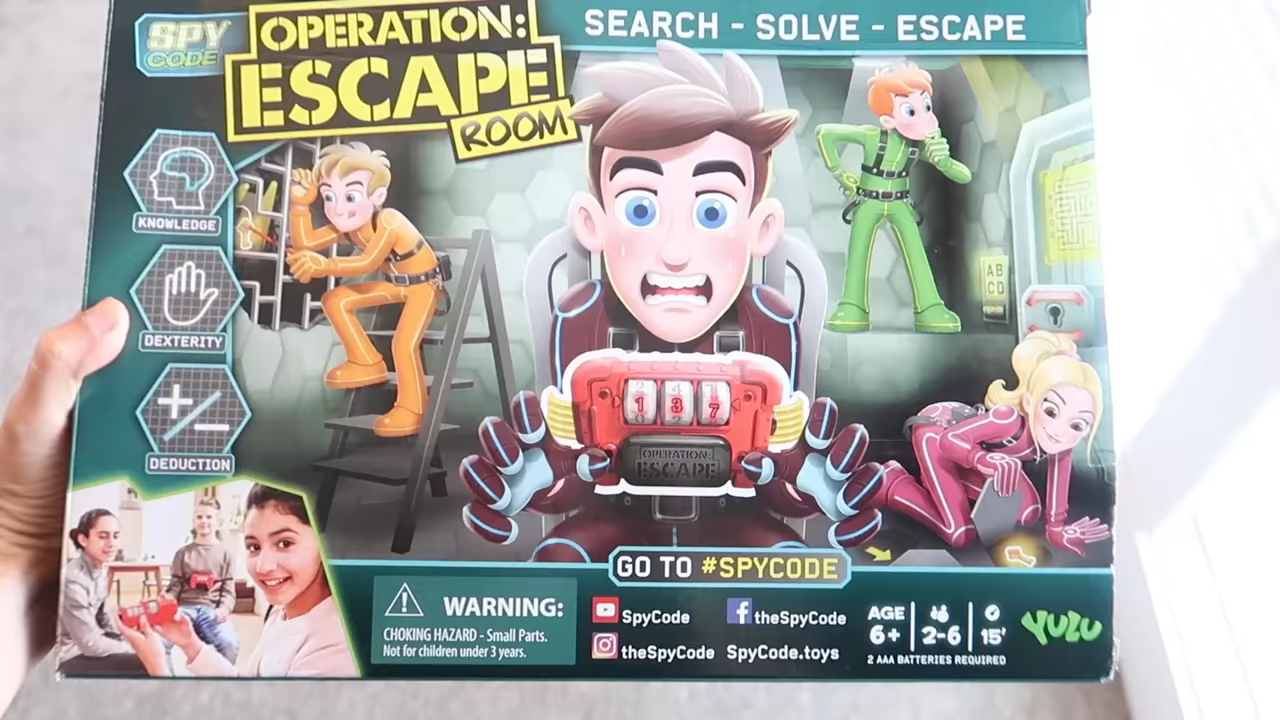 SPY
CODE
OPERATION:
ESCAPE
ROOM
SEARCH - SOLVE - ESCAPE
KNOWLEDGE
DEXTERITY
DEDUCTION
AB
CD
1 3 7
OPERATION:
ESCAPE
GO TO #SPYCODE
WARNING:
CHOKING HAZARD - Small Parts.
Not for children under 3 years.
SpyCode
theSpyCode
theSpyCode
SpyCode.toys
AGE
6+
2-6
15'
2 AAA BATTERIES REQUIRED
YULU